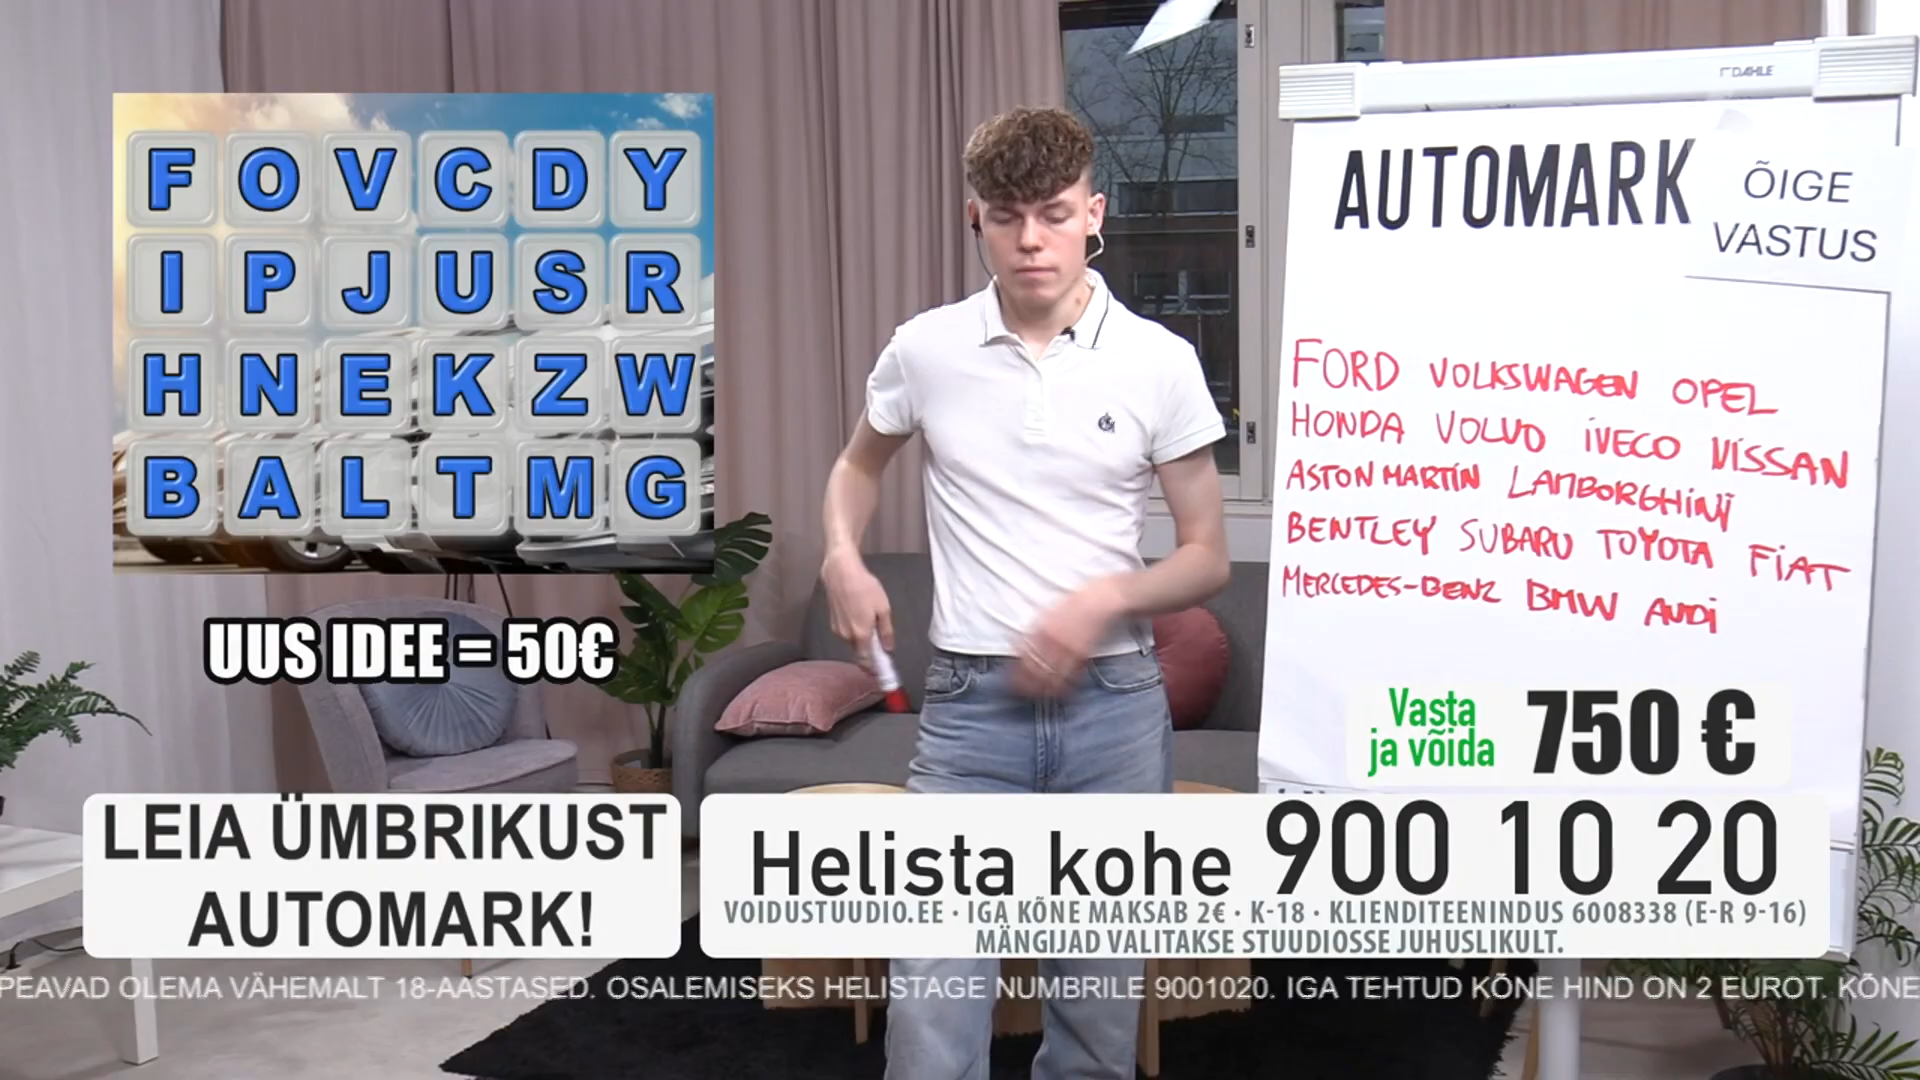 F O V C D Y
I P J U S R
H N E K Z W
B A L T M G
UUS IDEE = 50€
LEIA ÜMBRIKUST
AUTOMARK!
DAHLE
AUTOMARK
ÕIGE
VASTUS
FORD VOLKSWAGEN OPEL
HONDA VOLVO IVECO NISSAN
ASTON MARTIN LAMBORGHINI
BENTLEY SUBARU TOYOTA FIAT
MERCEDES-BENZ BMW AUDI
Vasta
ja võida
750 €
Helista kohe 900 10 20
VOIDUSTUUDIO.EE · IGA KÕNE MAKSAB 2€ · K-18 · KLIENDITEENINDUS 6008338 (E-R 9-16)
MÄNGIJAD VALITAKSE STUUDIOSSE JUHUSLIKULT.
PEAVAD OLEMA VÄHEMALT 18-AASTASED. OSALEMISEKS HELISTAGE NUMBRILE 9001020. IGA TEHTUD KÕNE HIND ON 2 EUROT. KÕNE